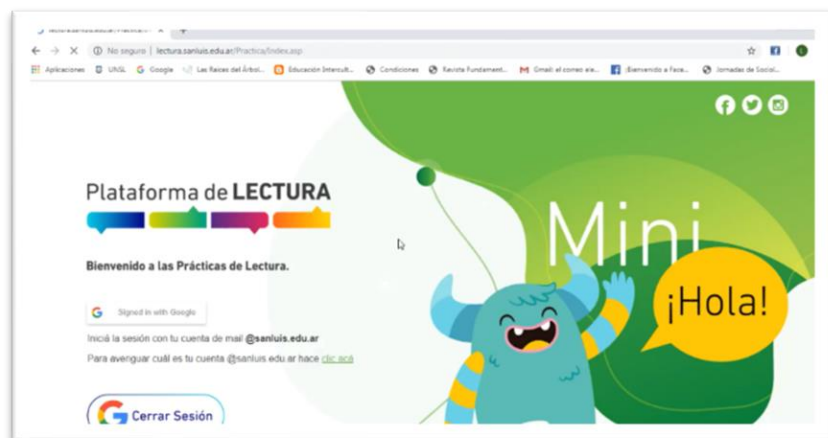 No seguro | lectura.sanluis.edu.ar/Practica/Index.asp
Aplicaciones UNSL Google Las Raíces del Árbol... Educación Intercult... Condiciones Revista Fundament... Gmail: el correo ele... ¡Bienvenido a Face... Jornadas de Social...
Plataforma de LECTURA
Mini
¡Hola!
Bienvenido a las Prácticas de Lectura.
Signed in with Google
Iniciá la sesión con tu cuenta de mail @sanluis.edu.ar
Para averiguar cuál es tu cuenta @sanluis.edu.ar hace clic acá
Cerrar Sesión